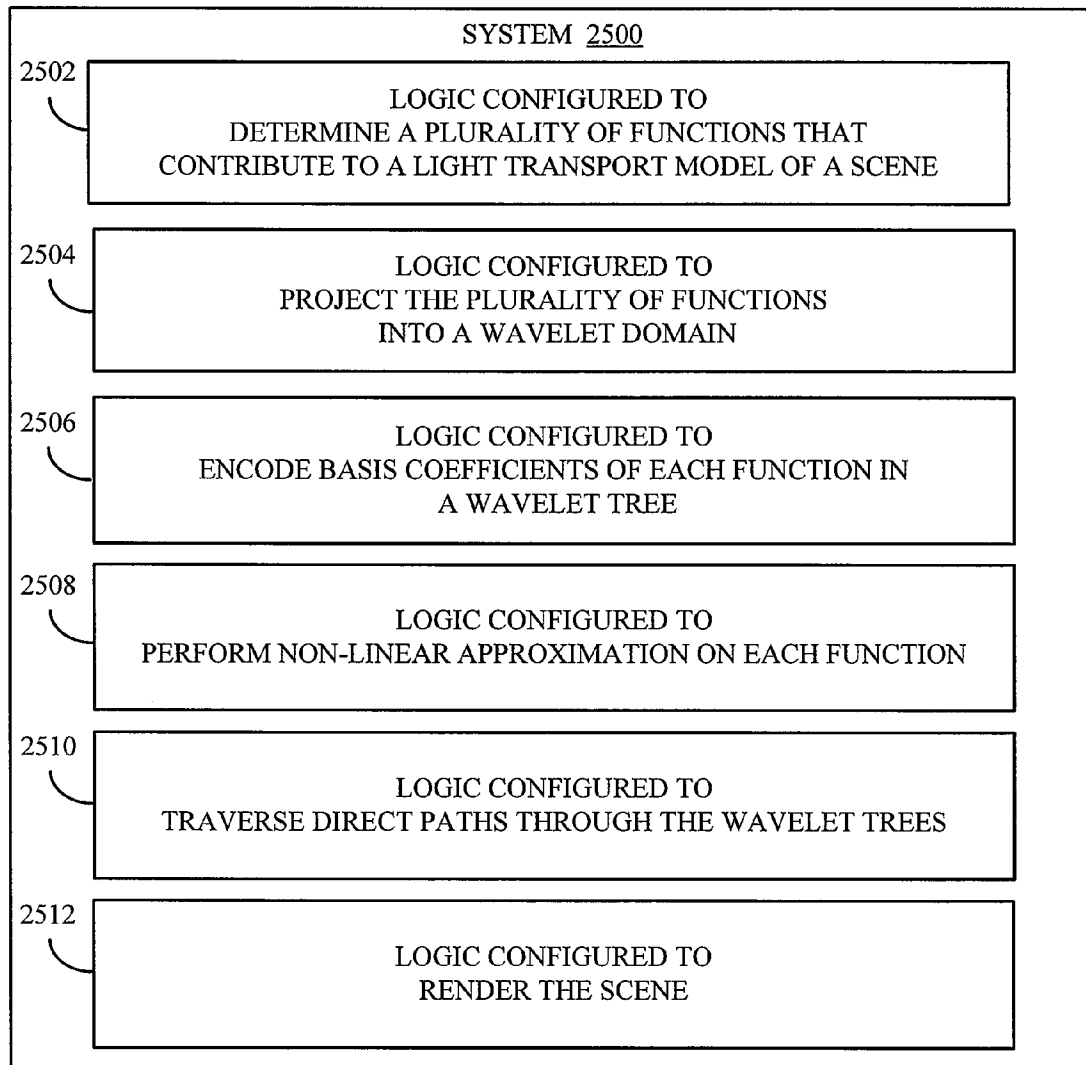 SYSTEM 2500
2502
LOGIC CONFIGURED TO
DETERMINE A PLURALITY OF FUNCTIONS THAT
CONTRIBUTE TO A LIGHT TRANSPORT MODEL OF A SCENE
2504
LOGIC CONFIGURED TO
PROJECT THE PLURALITY OF FUNCTIONS
INTO A WAVELET DOMAIN
2506
LOGIC CONFIGURED TO
ENCODE BASIS COEFFICIENTS OF EACH FUNCTION IN
A WAVELET TREE
2508
LOGIC CONFIGURED TO
PERFORM NON-LINEAR APPROXIMATION ON EACH FUNCTION
2510
LOGIC CONFIGURED TO
TRAVERSE DIRECT PATHS THROUGH THE WAVELET TREES
2512
LOGIC CONFIGURED TO
RENDER THE SCENE